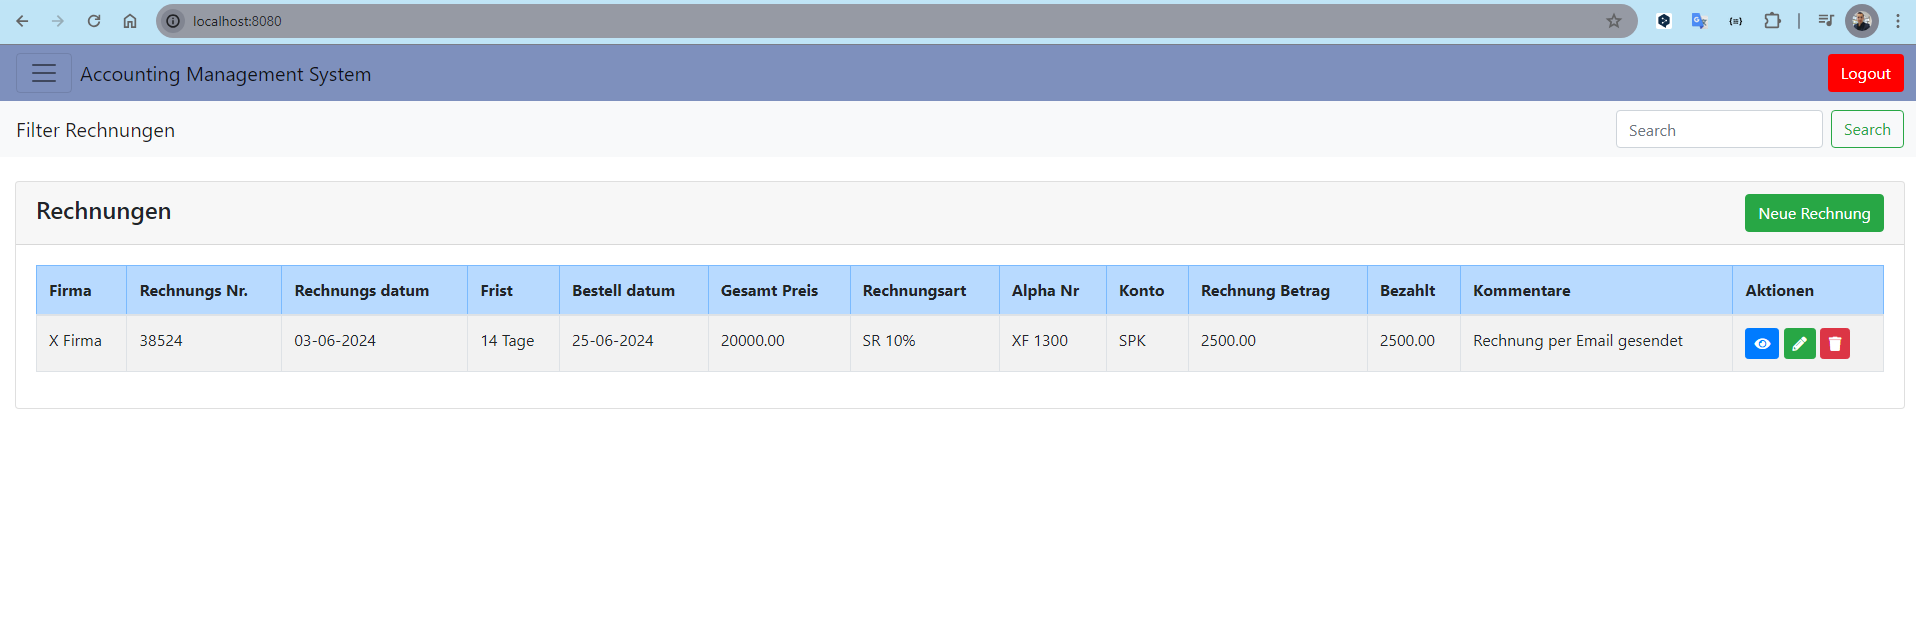 localhost:8080
Accounting Management System
Logout
Filter Rechnungen
Search
Search
Rechnungen
Neue Rechnung
Firma Rechnungs Nr. Rechnungs datum Frist Bestell datum Gesamt Preis Rechnungsart Alpha Nr Konto Rechnung Betrag Bezahlt Kommentare Aktionen
X Firma 38524 03-06-2024 14 Tage 25-06-2024 20000.00 SR 10% XF 1300 SPK 2500.00 2500.00 Rechnung per Email gesendet